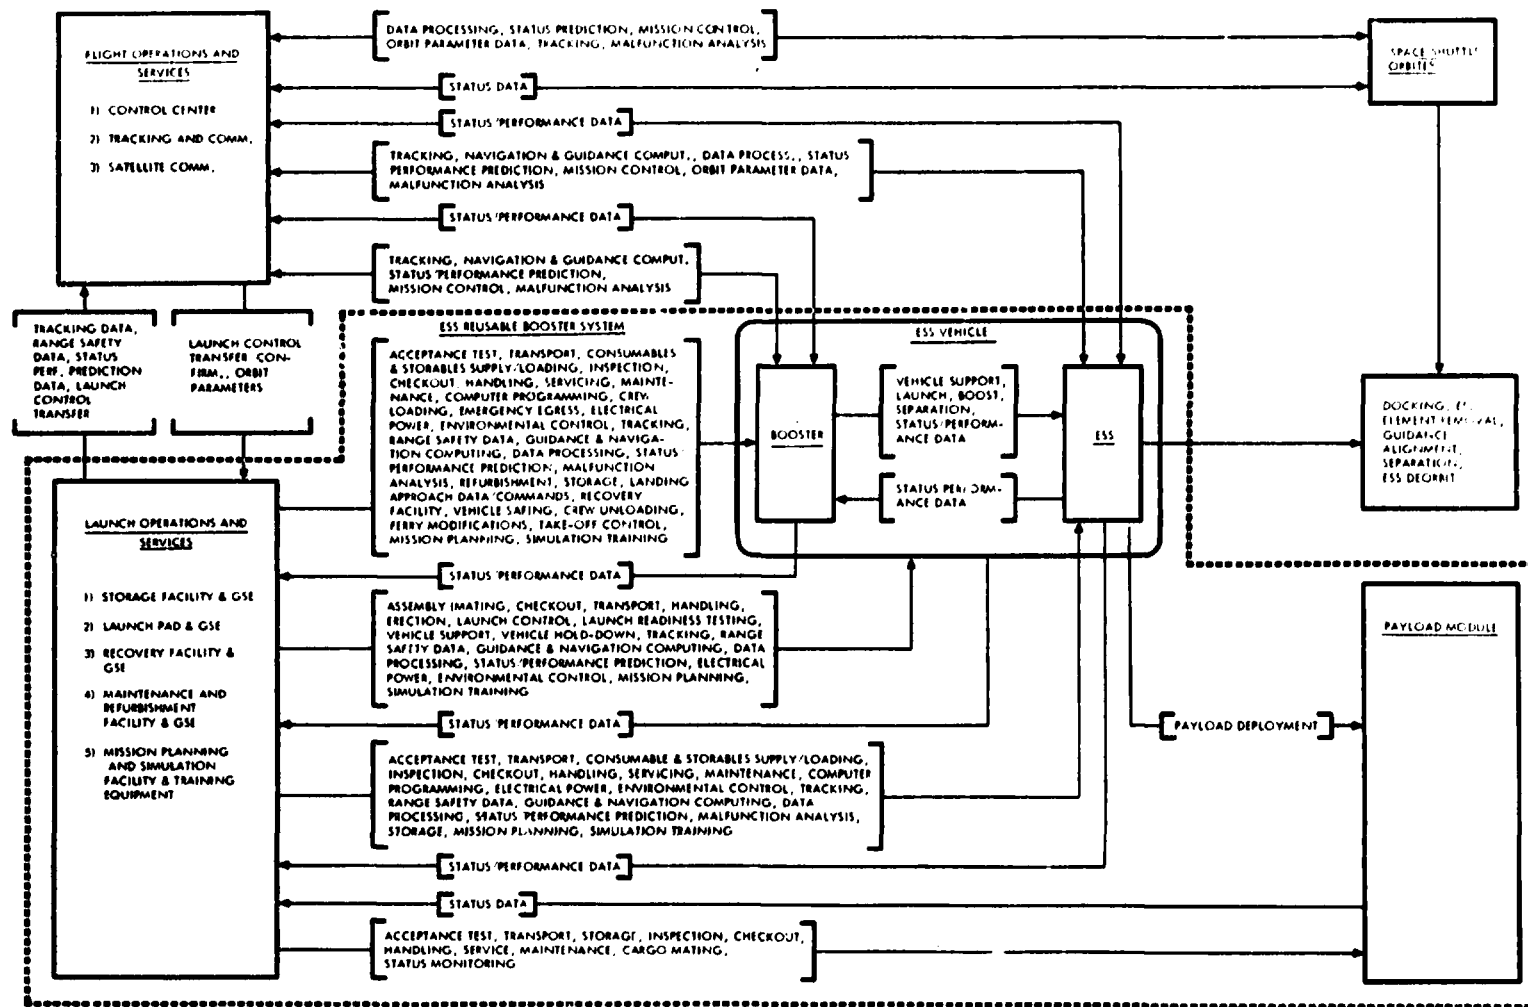 FLIGHT OPERATIONS AND
SERVICES
1) CONTROL CENTER
2) TRACKING AND COMM.
3) SATELLITE COMM.
DATA PROCESSING, STATUS PREDICTION, MISSION CONTROL,
ORBIT PARAMETER DATA, TRACKING, MALFUNCTION ANALYSIS
STATUS DATA
STATUS/PERFORMANCE DATA
TRACKING, NAVIGATION & GUIDANCE COMPUT., DATA PROCESS., STATUS
PERFORMANCE PREDICTION, MISSION CONTROL, ORBIT PARAMETER DATA,
MALFUNCTION ANALYSIS
STATUS/PERFORMANCE DATA
TRACKING, NAVIGATION & GUIDANCE COMPUT,
STATUS/PERFORMANCE PREDICTION,
MISSION CONTROL, MALFUNCTION ANALYSIS
SPACE SHUTTLE
TRACKING DATA,
RANGE SAFETY
DATA, STATUS
PERF, PREDICTION
DATA, LAUNCH
CONTROL
TRANSFER
LAUNCH CONTROL
TRANSFER CON-
FIRM., ORBIT
PARAMETERS
ESS REUSABLE BOOSTER SYSTEM
ESS VEHICLE
ACCEPTANCE TEST, TRANSPORT, CONSUMABLES
& STORABLES SUPPLY/LOADING, INSPECTION,
CHECKOUT, HANDLING, SERVICING, MAINTE-
NANCE, COMPUTER PROGRAMMING, CREW
LOADING, EMERGENCY EGRESS, ELECTRICAL
POWER, ENVIRONMENTAL CONTROL, TRACKING,
RANGE SAFETY DATA, GUIDANCE & NAVIGA-
TION COMPUTING, DATA PROCESSING, STATUS
PERFORMANCE PREDICTION, MALFUNCTION
ANALYSIS, REFURBISHMENT, STORAGE, LANDING
APPROACH DATA/COMMANDS, RECOVERY
FACILITY, VEHICLE SAFING, CREW UNLOADING,
FERRY MODIFICATIONS, TAKE-OFF CONTROL,
MISSION PLANNING, SIMULATION TRAINING
BOOSTER
VEHICLE SUPPORT,
LAUNCH, BOOST,
SEPARATION,
STATUS/PERFORM-
ANCE DATA
STATUS PERFORM-
ANCE DATA
ESS
DOCKING,
ELEMENT REMOVAL,
GUIDANCE
ALIGNMENT,
SEPARATION,
ESS DEORBIT
LAUNCH OPERATIONS AND
SERVICES
1) STORAGE FACILITY & GSE
2) LAUNCH PAD & GSE
3) RECOVERY FACILITY &
GSE
4) MAINTENANCE AND
REFURBISHMENT
FACILITY & GSE
5) MISSION PLANNING
AND SIMULATION
FACILITY & TRAINING
EQUIPMENT
STATUS/PERFORMANCE DATA
ASSEMBLY (MATING, CHECKOUT, TRANSPORT, HANDLING,
ERECTION, LAUNCH CONTROL, LAUNCH READINESS TESTING,
VEHICLE SUPPORT, VEHICLE HOLD-DOWN, TRACKING, RANGE
SAFETY DATA, GUIDANCE & NAVIGATION COMPUTING, DATA
PROCESSING, STATUS/PERFORMANCE PREDICTION, ELECTRICAL
POWER, ENVIRONMENTAL CONTROL, MISSION PLANNING,
SIMULATION TRAINING
STATUS/PERFORMANCE DATA
ACCEPTANCE TEST, TRANSPORT, CONSUMABLE & STORABLES SUPPLY/LOADING,
INSPECTION, CHECKOUT, HANDLING, SERVICING, MAINTENANCE, COMPUTER
PROGRAMMING, ELECTRICAL POWER, ENVIRONMENTAL CONTROL, TRACKING,
RANGE SAFETY DATA, GUIDANCE & NAVIGATION COMPUTING, DATA
PROCESSING, STATUS PERFORMANCE PREDICTION, MALFUNCTION ANALYSIS,
STORAGE, MISSION PLANNING, SIMULATION TRAINING
STATUS/PERFORMANCE DATA
STATUS DATA
ACCEPTANCE TEST, TRANSPORT, STORAGE, INSPECTION, CHECKOUT,
HANDLING, SERVICE, MAINTENANCE, CARGO MATING,
STATUS MONITORING
PAYLOAD DEPLOYMENT
PAYLOAD MODULE